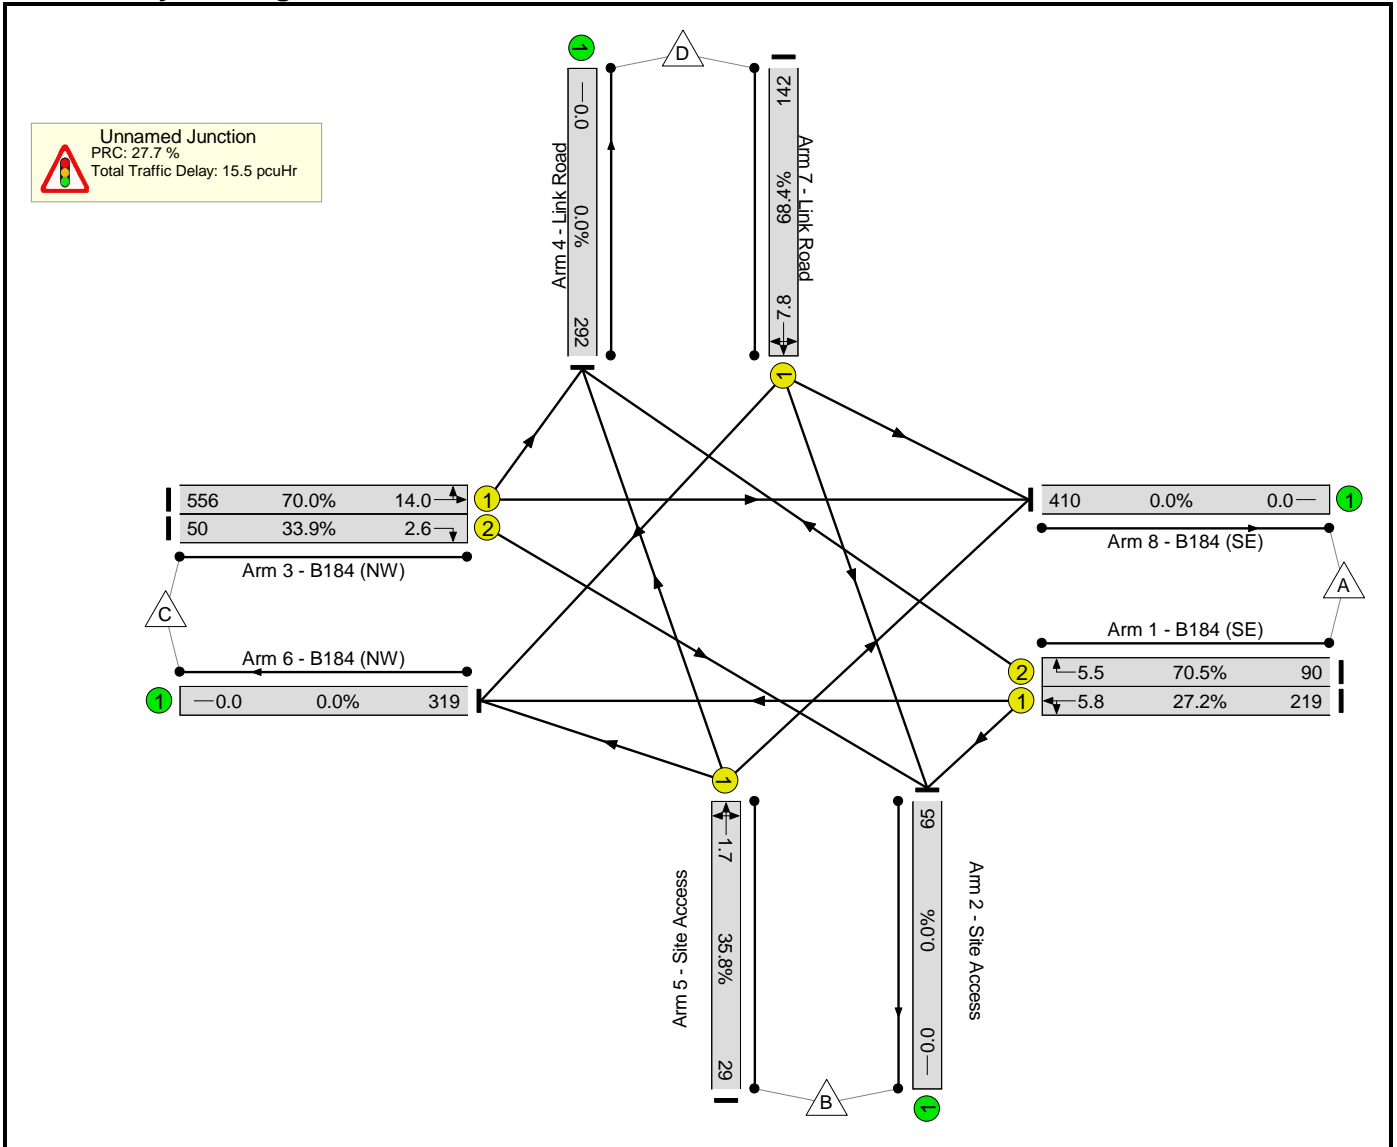 Unnamed Junction
PRC: 27.7 %
Total Traffic Delay: 15.5 pcuHr
1
D
0.0
0.0%
292
Arm 4 - Link Road
142
68.4%
7.8
Arm 7 - Link Road
1
556 70.0% 14.0
1
50 33.9% 2.6
2
Arm 3 - B184 (NW)
C
Arm 6 - B184 (NW)
1
0.0 0.0% 319
410 0.0% 0.0
1
Arm 8 - B184 (SE)
A
Arm 1 - B184 (SE)
2
5.5 70.5% 90
1
5.8 27.2% 219
1
1.7
35.8%
29
Arm 5 - Site Access
65
0.0%
0.0
Arm 2 - Site Access
B
1